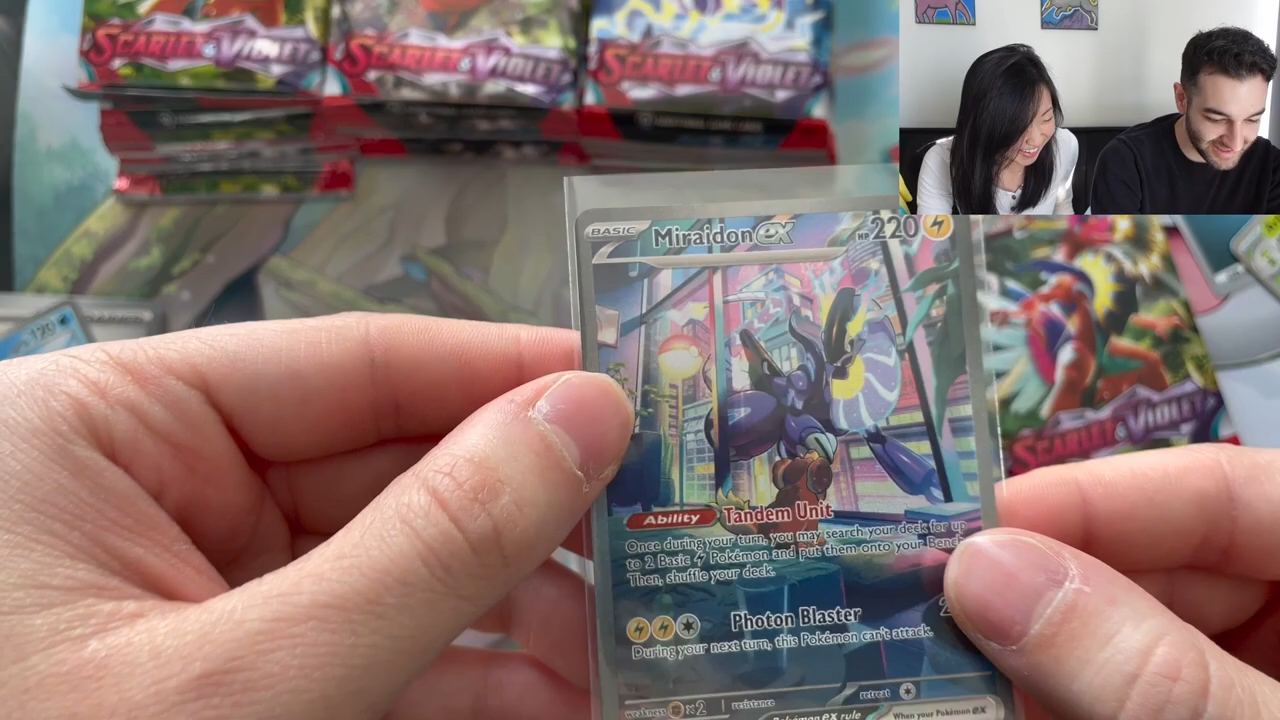 SCARLET & VIOLET
SCARLET & VIOLET
SCARLET & VIOLET
120
BASIC
Miraidon ex
HP 220
Ability Tandem Unit
Once during your turn, you may search your deck for up
to 2 Basic Pokémon and put them onto your Bench.
Then, shuffle your deck.
Photon Blaster
2
During your next turn, this Pokémon can't attack.
weakness ×2 resistance retreat
Pokémon ex rule When your Pokémon ex
SCARLET & VIOLET